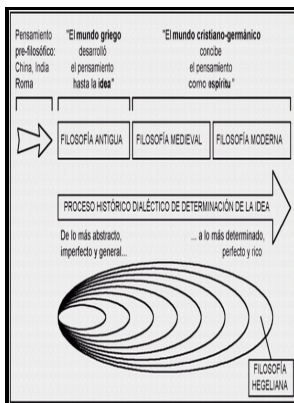 Pensamiento
pre-filosófico:
China, India
Roma
"El mundo griego
desarrolló
el pensamiento
hasta la idea"
"El mundo cristiano-germánico
concibe
el pensamiento
como espíritu"
FILOSOFÍA ANTIGUA
FILOSOFÍA MEDIEVAL
FILOSOFÍA MODERNA
PROCESO HISTÓRICO DIALÉCTICO DE DETERMINACIÓN DE LA IDEA
De lo más abstracto,
imperfecto y general...
... a lo más determinado,
perfecto y rico
FILOSOFÍA
HEGELIANA